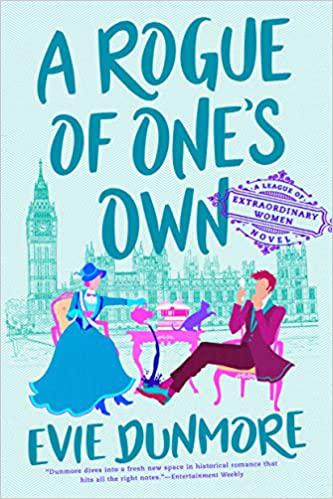 A ROGUE
OF ONE'S
OWN
A LEAGUE OF
EXTRAORDINARY
WOMEN
NOVEL
EVIE DUNMORE
"Dunmore dives into a fresh new space in historical romance that
hits all the right notes."—Entertainment Weekly